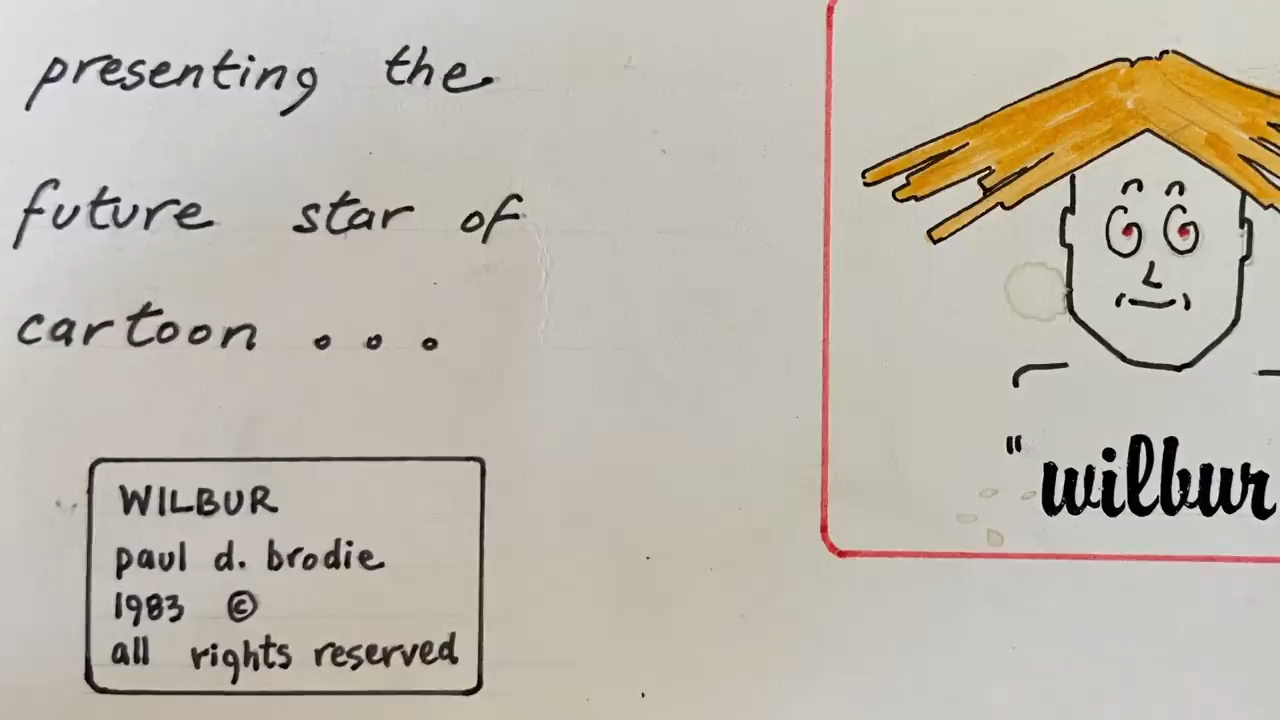 presenting the
future star of
cartoon . . .
WILBUR
paul d. brodie
1983 ©
all rights reserved
"wilbur